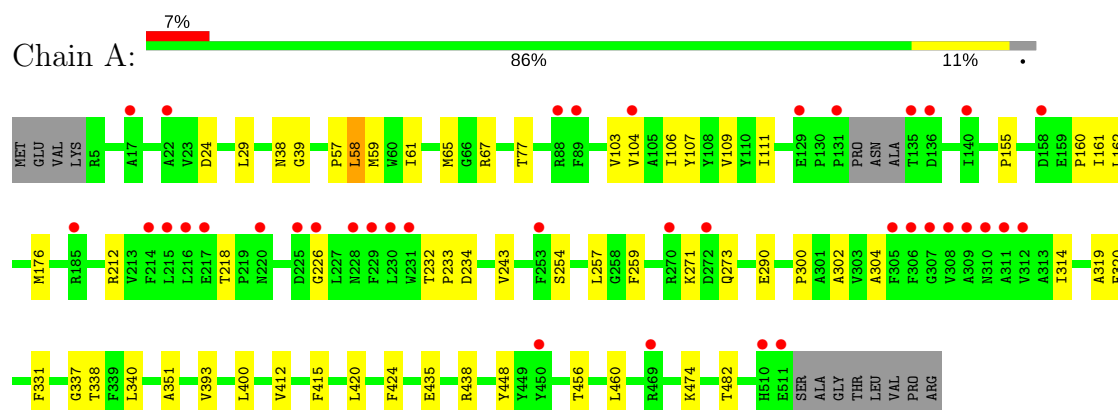 7%
Chain A:
86% 11% •
MET GLU VAL LYS R5 A17 A22 V23 D24 L29 N38 G39 P57 L58 M59 W60 I61 M65 G66 R67 T77 R88 F89 V103 V104 A105 I106 Y107 Y108 V109 Y110 I111 E129 P130 P131 PRO ASN ALA T135 D136 I140 P155 D158 E159 P160 I161
M176 R185 R212 V213 F214 L215 L216 E217 T218 P219 N220 D225 G226 L227 N228 F229 L230 W231 T232 P233 D234 V243 F253 S254 L257 G258 F259 R270 K271 D272 Q273 E290 P300 A301 A302 V303 A304 F305 F306 G307 V308 A309 N310 A311 V312 A313 I314 A319
F331 G337 T338 F339 L340 A351 V393 L400 V412 F415 L420 F424 E435 R438 Y448 Y449 Y450 T456 L460 R469 K474 T482 H510 E511 SER ALA GLY THR LEU VAL PRO ARG